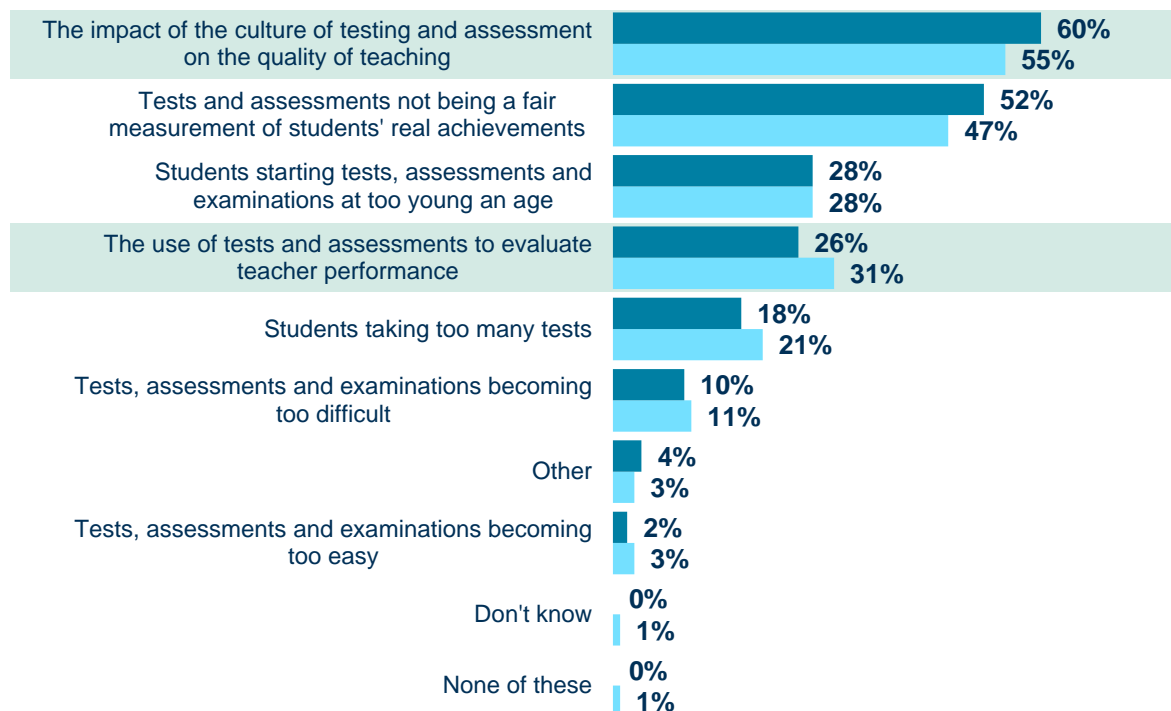 The impact of the culture of testing and assessment
on the quality of teaching
60%
55%
Tests and assessments not being a fair
measurement of students' real achievements
52%
47%
Students starting tests, assessments and
examinations at too young an age
28%
28%
The use of tests and assessments to evaluate
teacher performance
26%
31%
Students taking too many tests
18%
21%
Tests, assessments and examinations becoming
too difficult
10%
11%
Other
4%
3%
Tests, assessments and examinations becoming
too easy
2%
3%
Don't know
0%
1%
None of these
0%
1%